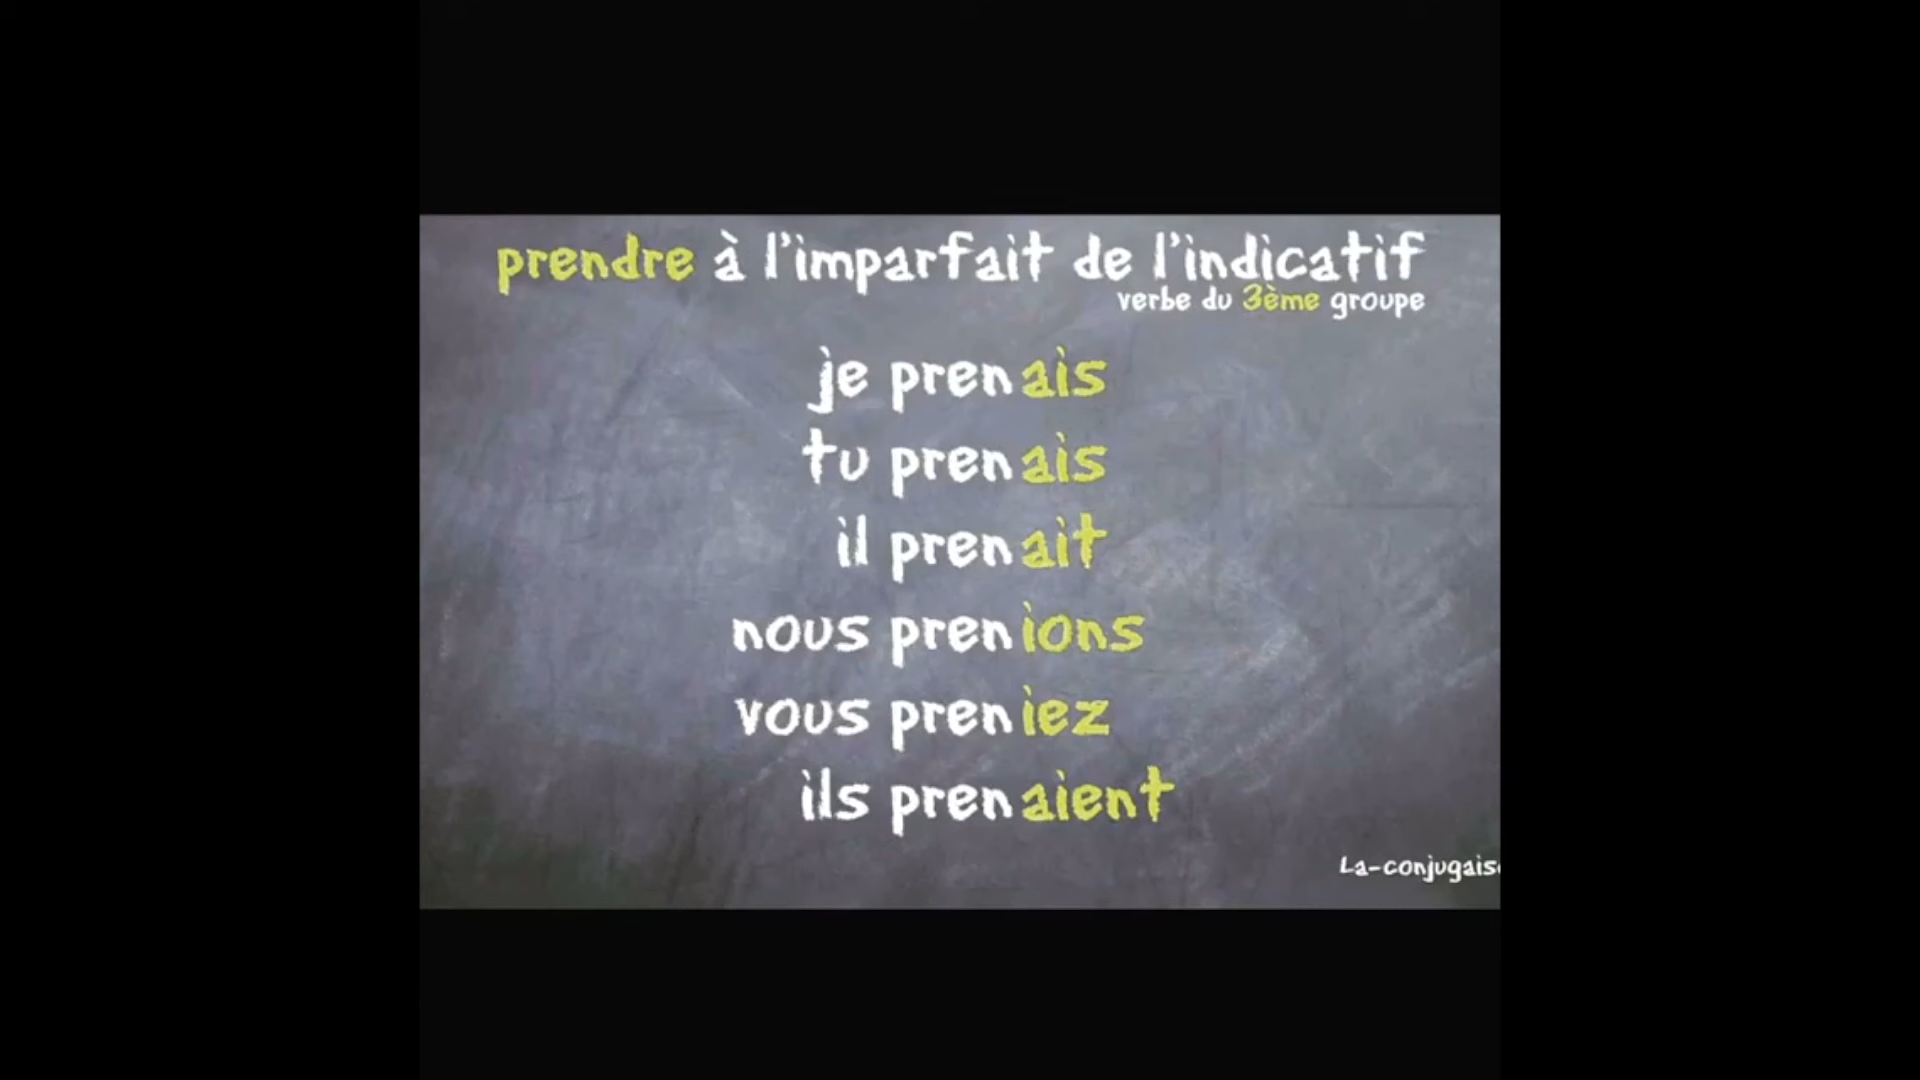 prendre à l'imparfait de l'indicatif
verbe du 3ème groupe
je prenais
tu prenais
il prenait
nous prenions
vous preniez
ils prenaient
La-conjugais